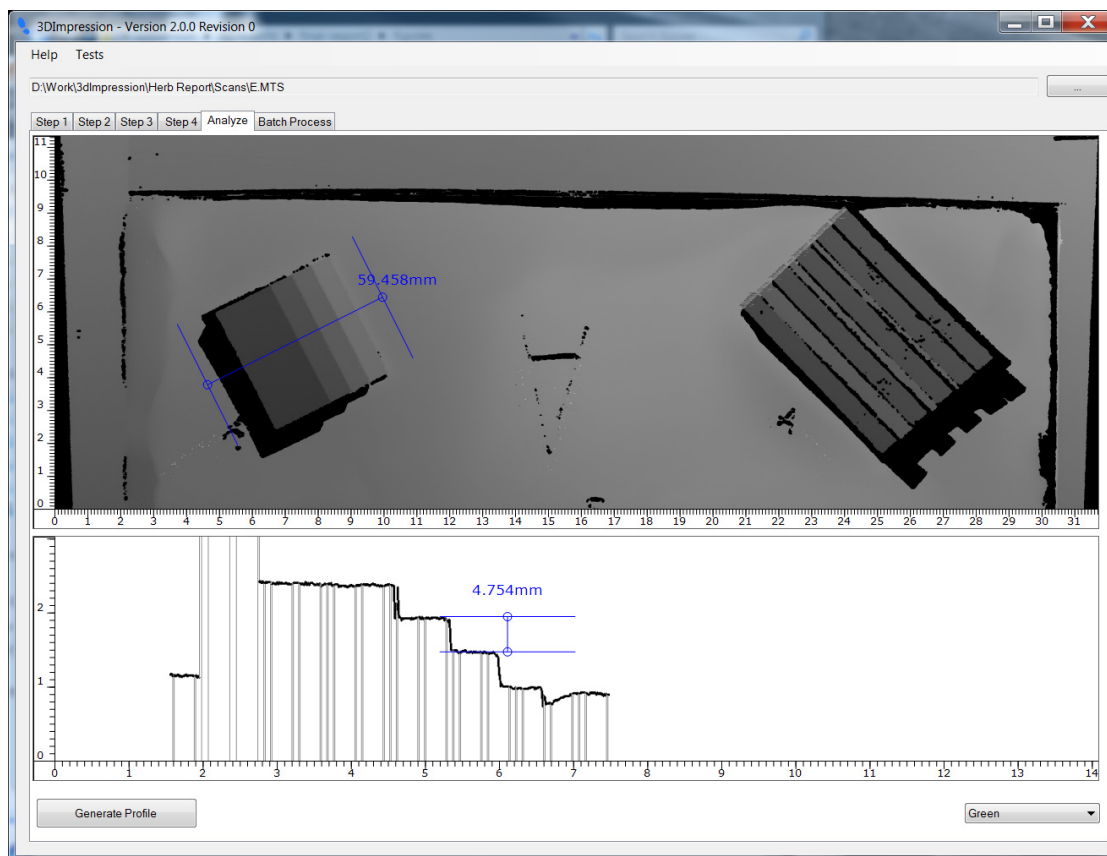 3DImpression - Version 2.0.0 Revision 0
Help Tests
D:\Work\3dImpression\Herb Report\Scans\E.MTS
...
Step 1 Step 2 Step 3 Step 4 Analyze Batch Process
11
10
9
8
7
6
5
4
3
2
1
0
59.458mm
0 1 2 3 4 5 6 7 8 9 10 11 12 13 14 15 16 17 18 19 20 21 22 23 24 25 26 27 28 29 30 31
4.754mm
2
1
0
0 1 2 3 4 5 6 7 8 9 10 11 12 13 14
Generate Profile
Green